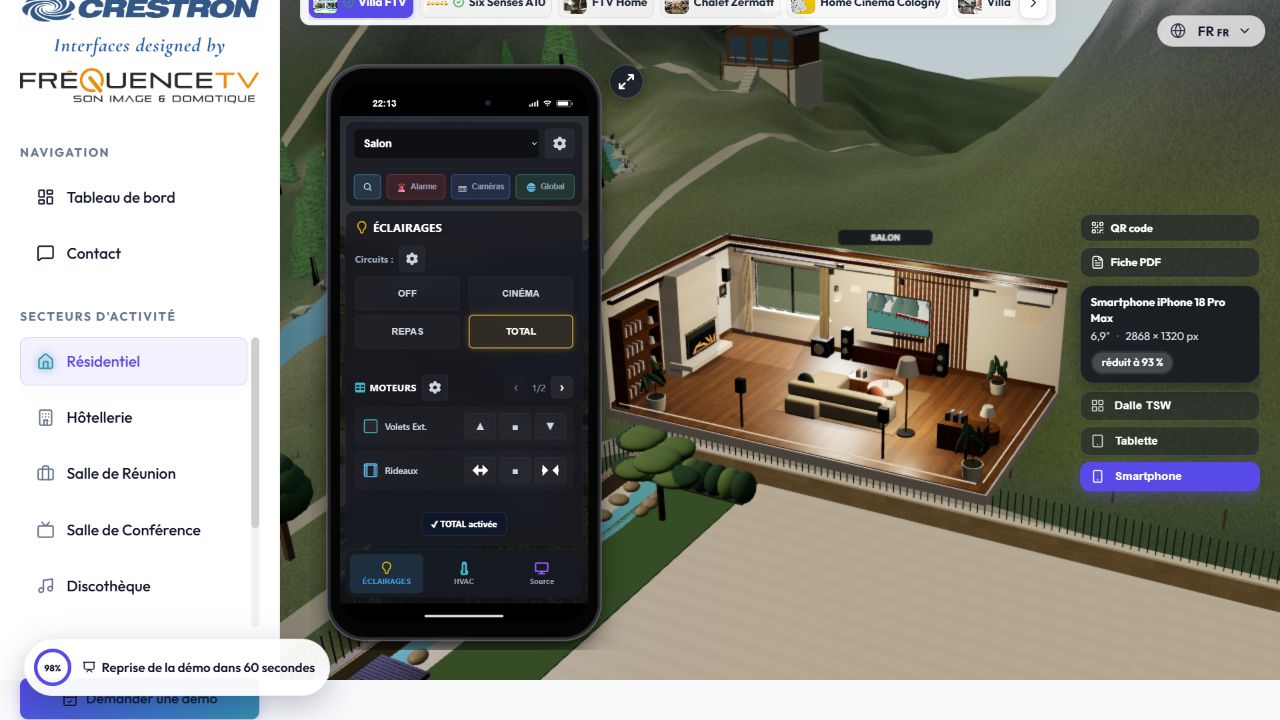 CRESTRON
Interfaces designed by
FRÉQUENCETV
SON IMAGE & DOMOTIQUE
NAVIGATION
Tableau de bord
Contact
SECTEURS D'ACTIVITÉ
Résidentiel
Hôtellerie
Salle de Réunion
Salle de Conférence
Discothèque
98%
Reprise de la démo dans 60 secondes
Demander une démo
Villa FTV
Six Senses A10
FTV Home
Chalet Zermatt
Home Cinéma Cologny
Villa
FR FR
22:13
Salon
Alarme
Caméras
Global
ÉCLAIRAGES
Circuits :
OFF
CINÉMA
REPAS
TOTAL
MOTEURS
1/2
Volets Ext.
Rideaux
✓ TOTAL activée
ÉCLAIRAGES
HVAC
Source
SALON
QR code
Fiche PDF
Smartphone iPhone 18 Pro
Max
6,9" · 2868 × 1320 px
réduit à 93 %
Dalle TSW
Tablette
Smartphone